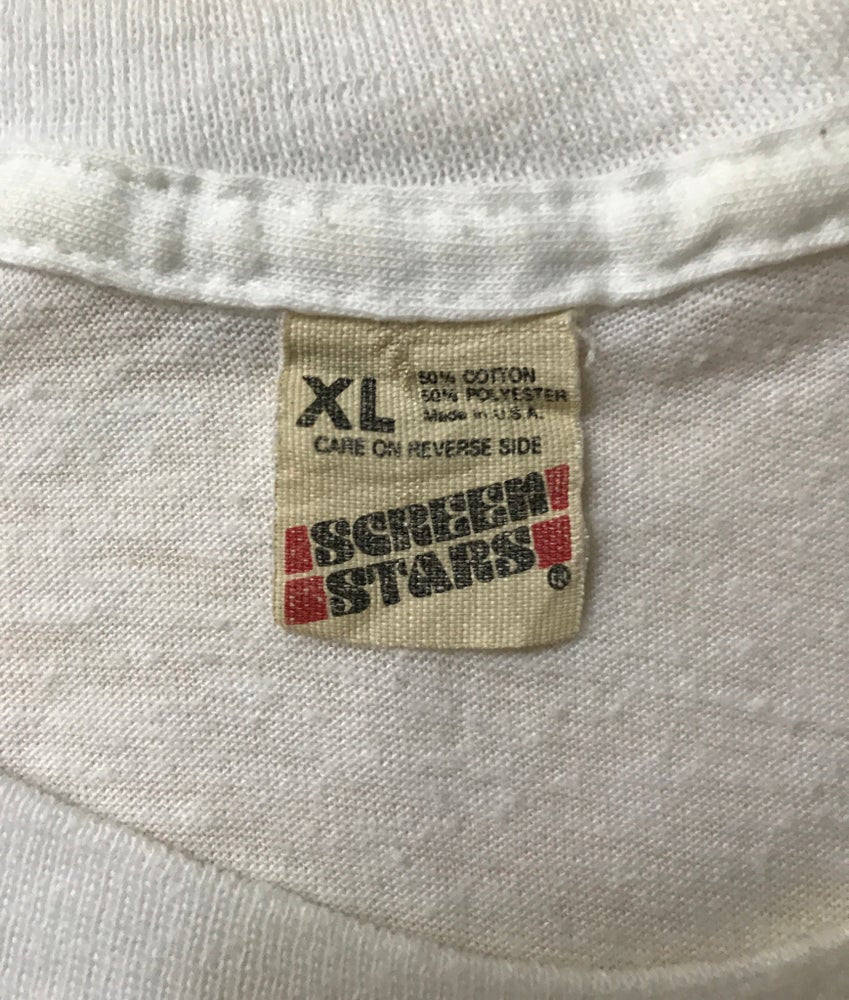 XL
50% COTTON
50% POLYESTER
Made in U.S.A.
CARE ON REVERSE SIDE
SCREEN
STARS®